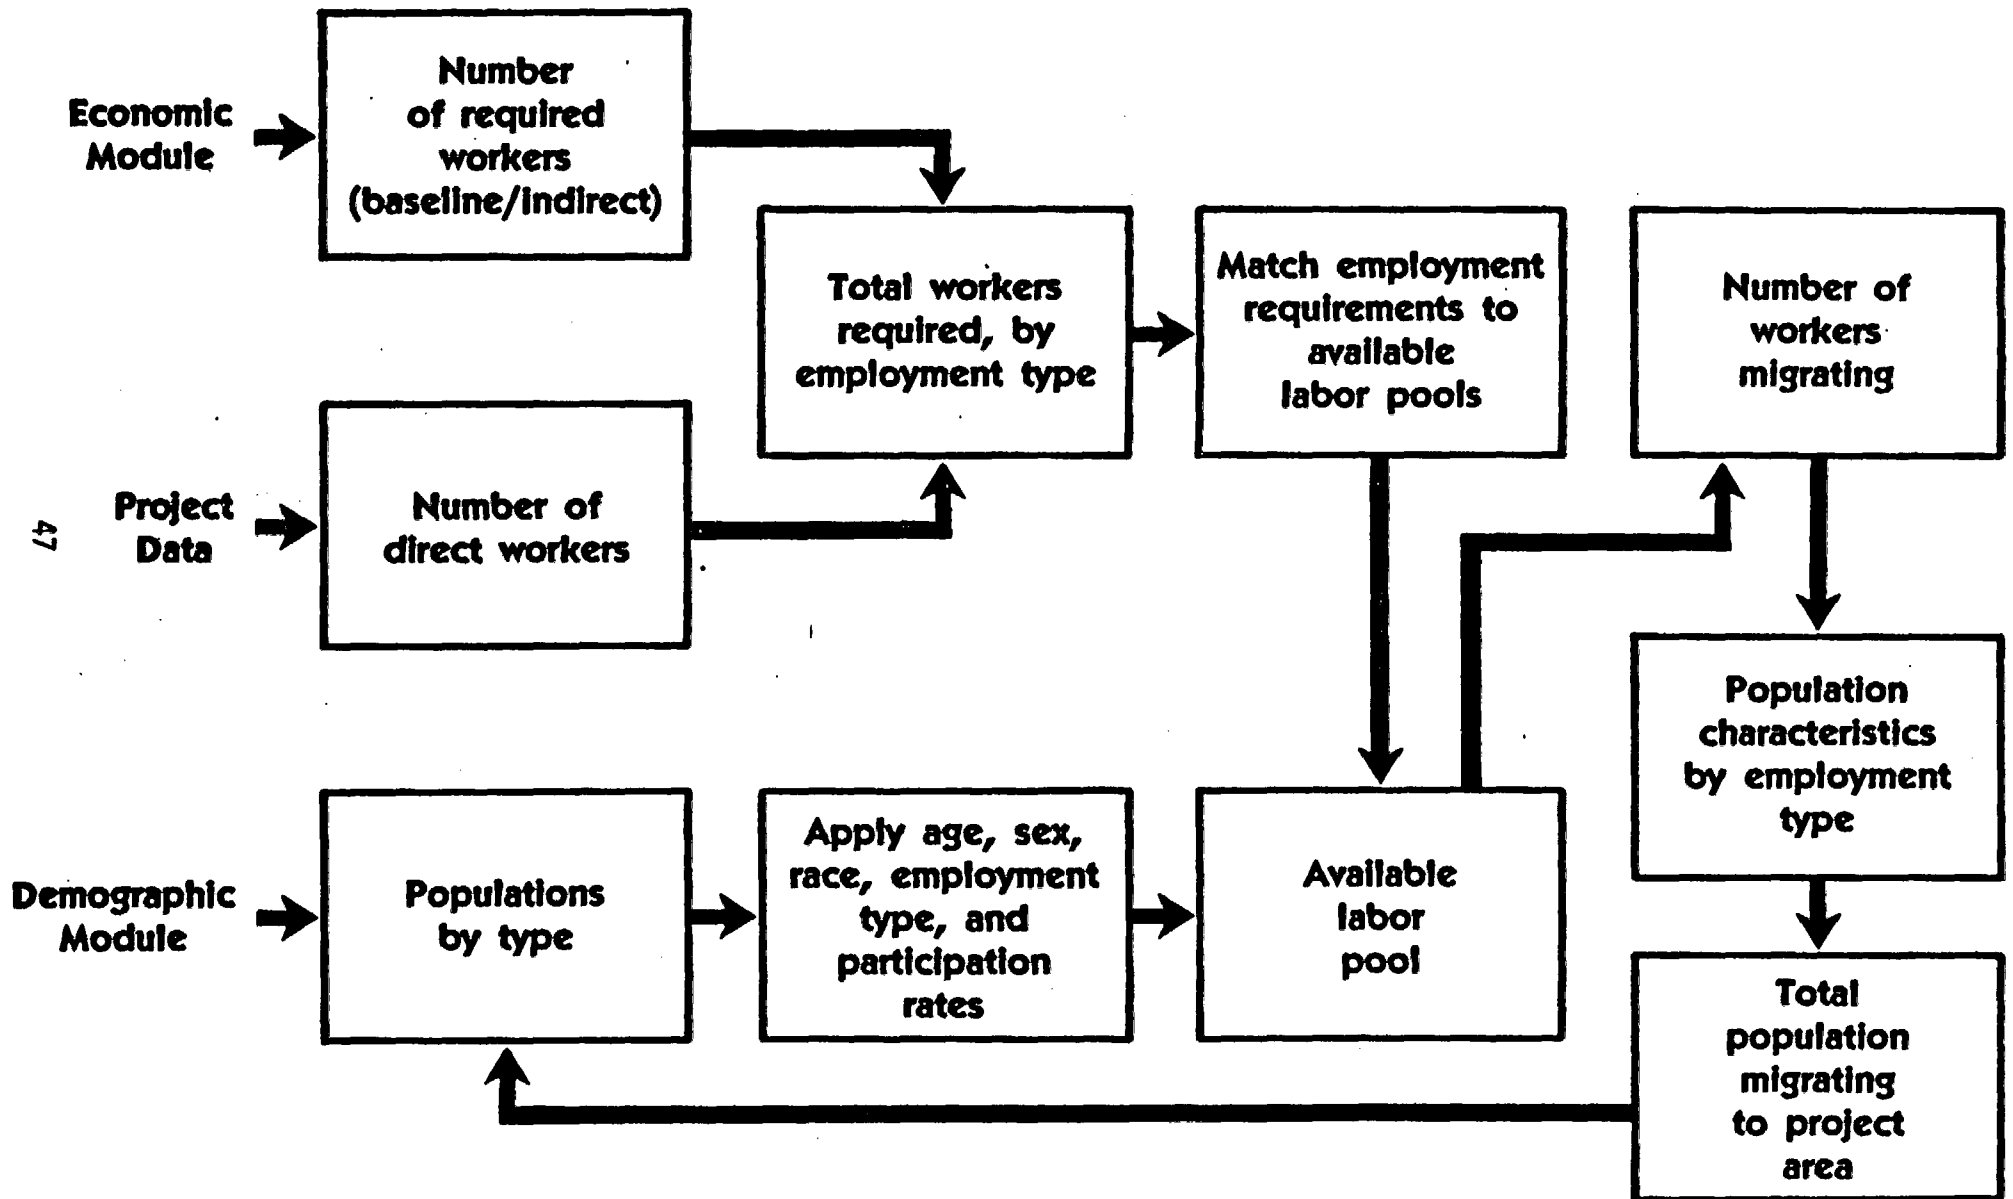 Economic
Module
Number
of required
workers
(baseline/indirect)
Total workers
required, by
employment type
Match employment
requirements to
available
labor pools
Number of
workers
migrating
Project
Data
Number of
direct workers
47
Population
characteristics
by employment
type
Demographic
Module
Populations
by type
Apply age, sex,
race, employment
type, and
participation
rates
Available
labor
pool
Total
population
migrating
to project
area